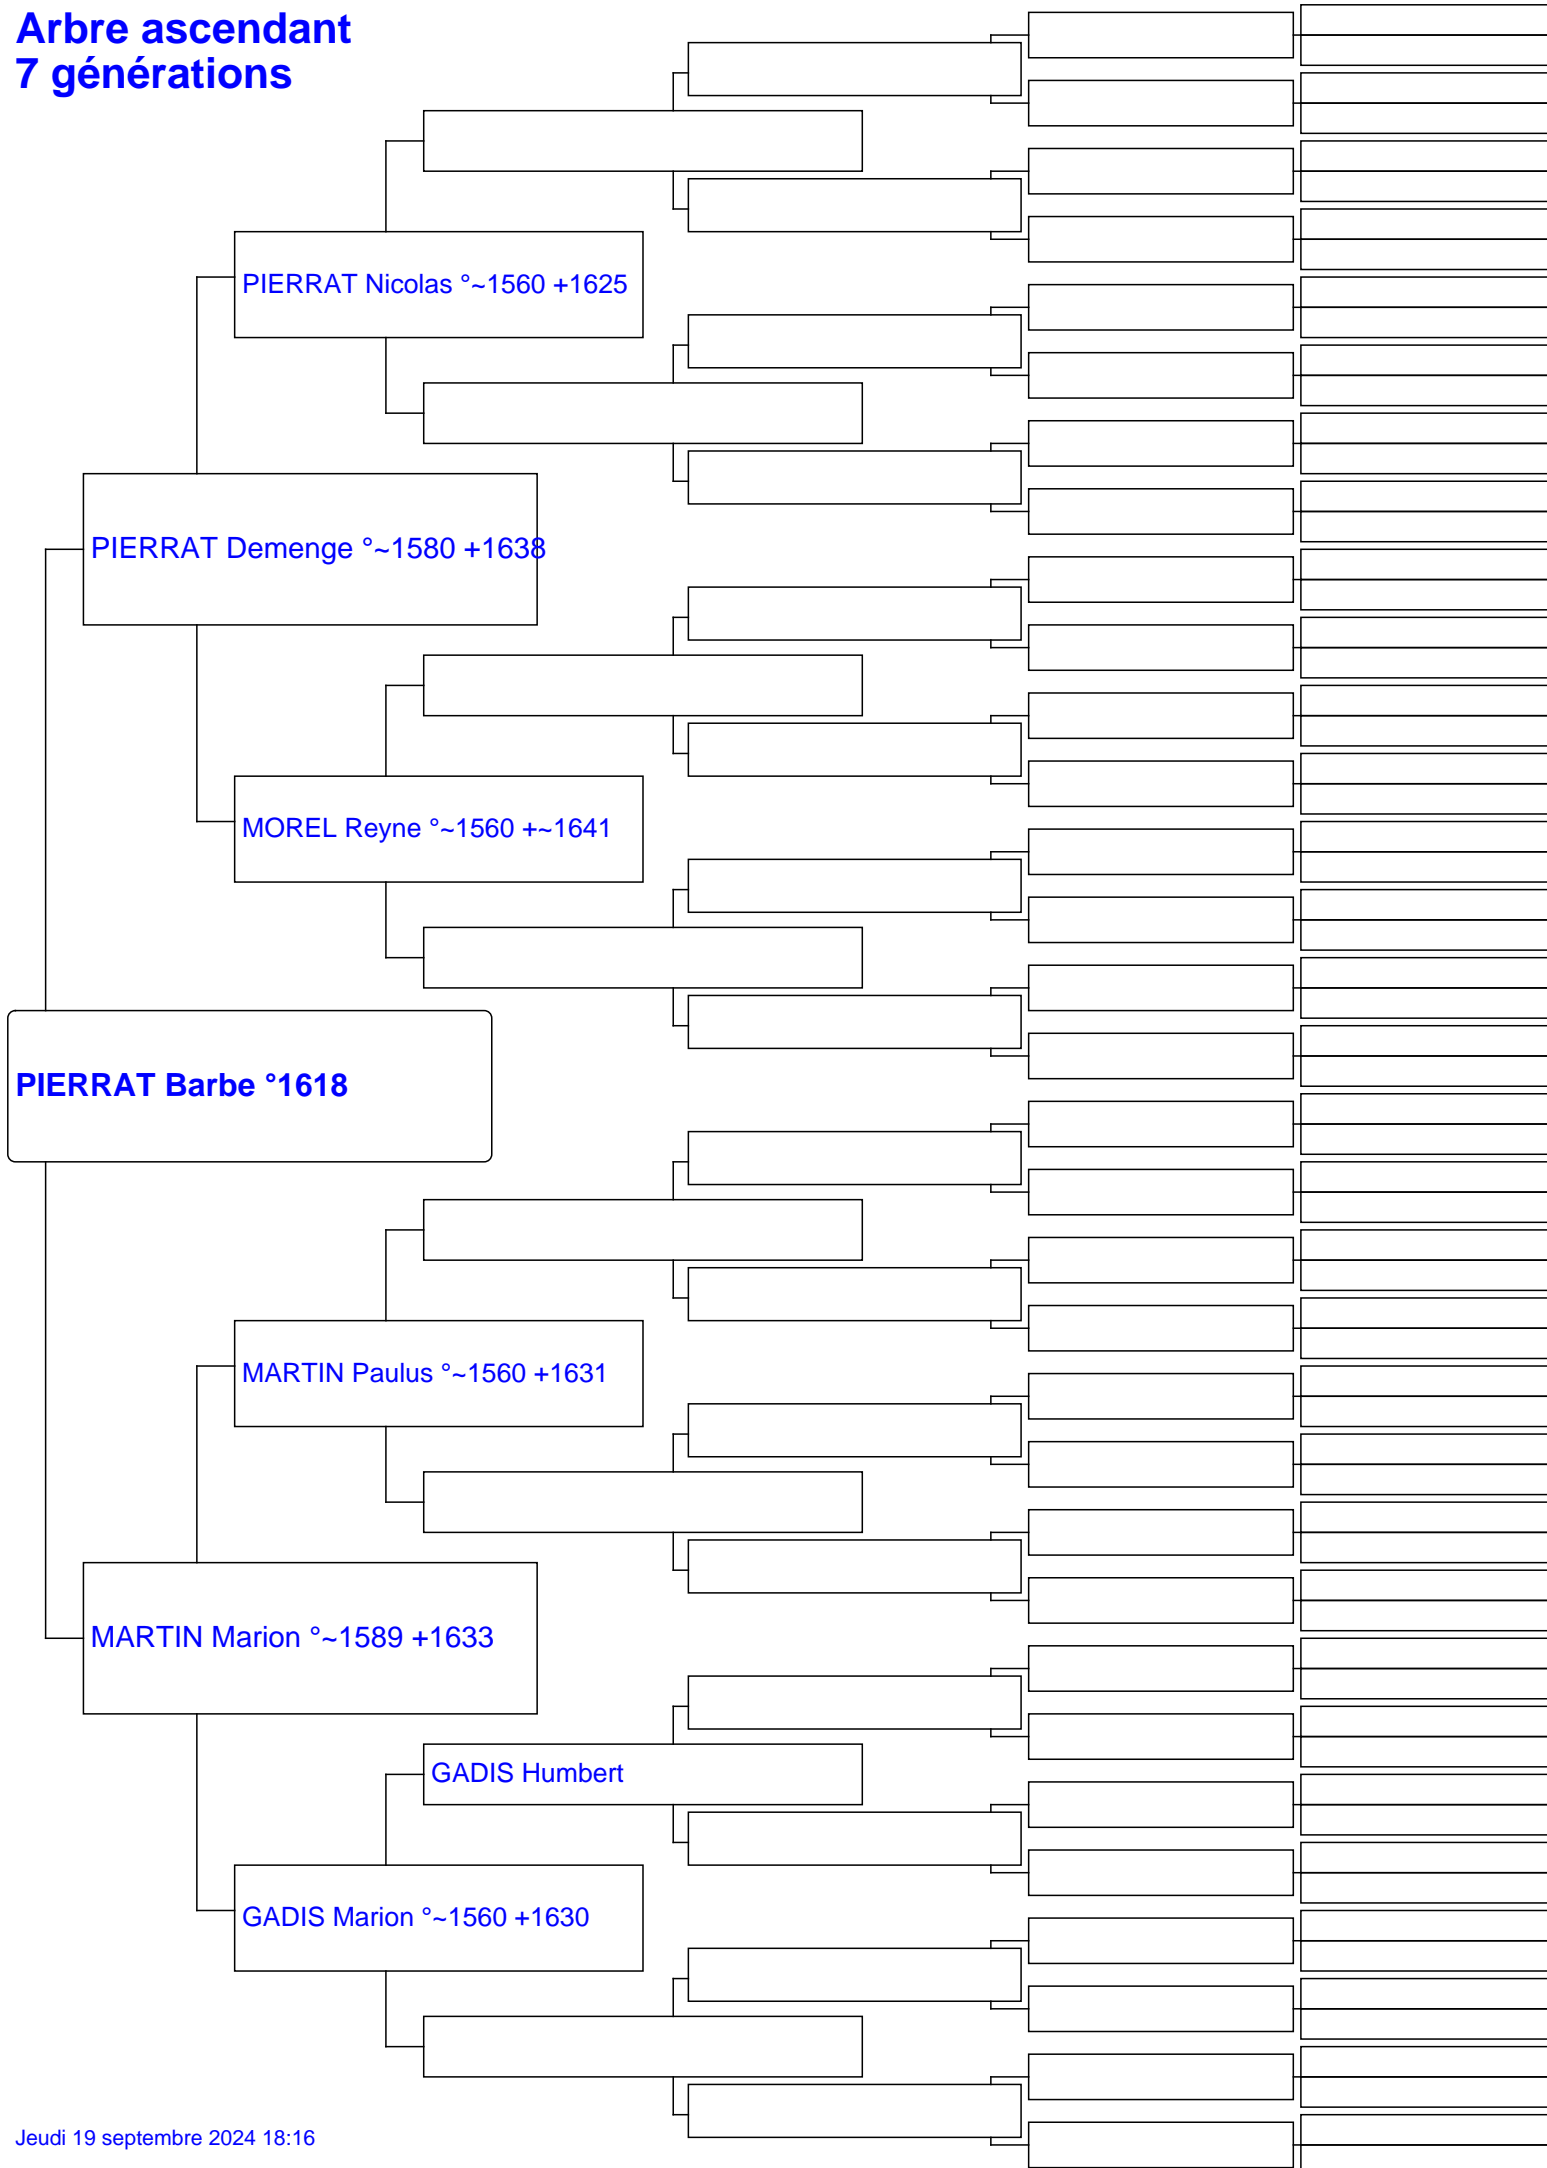 Arbre ascendant
7 générations
PIERRAT Nicolas °~1560 +1625
PIERRAT Demenge °~1580 +1638
MOREL Reyne °~1560 +~1641
PIERRAT Barbe °1618
MARTIN Paulus °~1560 +1631
MARTIN Marion °~1589 +1633
GADIS Humbert
GADIS Marion °~1560 +1630
Jeudi 19 septembre 2024 18:16